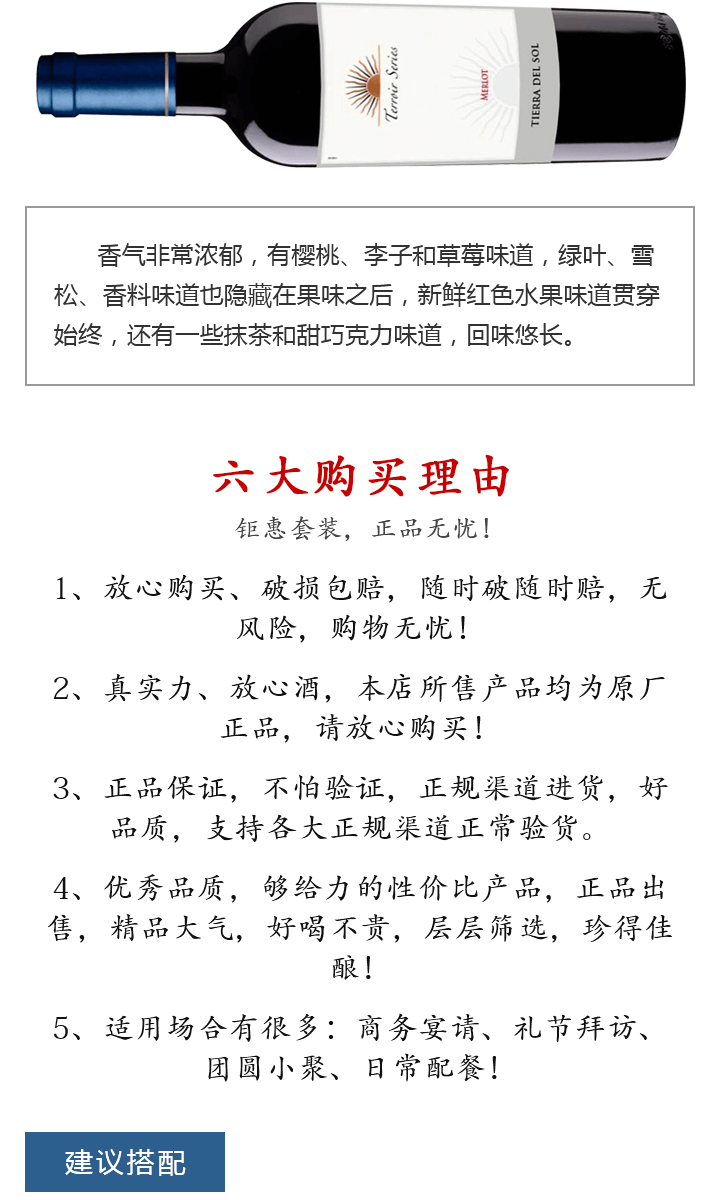 Terroir Series
MERLOT
TIERRA DEL SOL
香气非常浓郁，有樱桃、李子和草莓味道，绿叶、雪
松、香料味道也隐藏在果味之后，新鲜红色水果味道贯穿
始终，还有一些抹茶和甜巧克力味道，回味悠长。
六大购买理由
钜惠套装，正品无忧！
1、放心购买、破损包赔，随时破随时赔，无
风险，购物无忧！
2、真实力、放心酒，本店所售产品均为原厂
正品，请放心购买！
3、正品保证，不怕验证，正规渠道进货，好
品质，支持各大正规渠道正常验货。
4、优秀品质，够给力的性价比产品，正品出
售，精品大气，好喝不贵，层层筛选，珍得佳
酿！
5、适用场合有很多：商务宴请、礼节拜访、
团圆小聚、日常配餐！
建议搭配